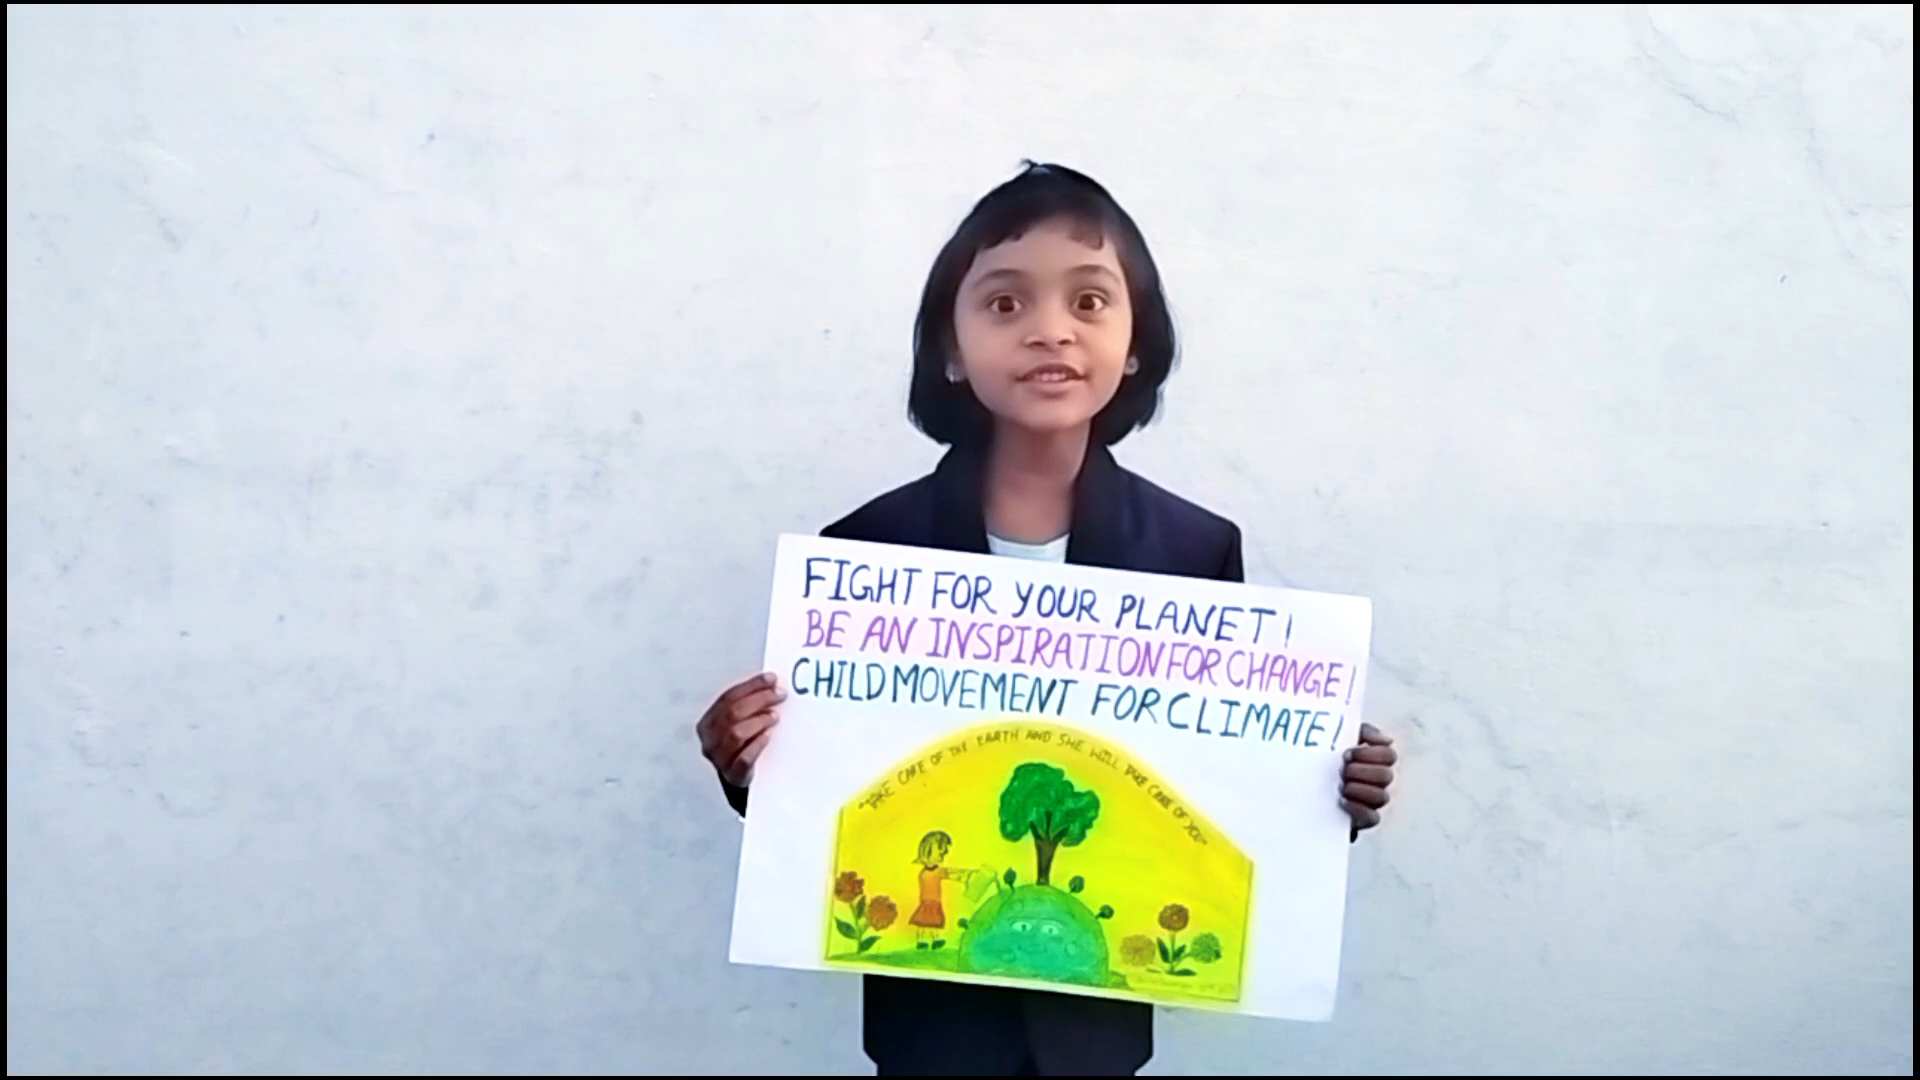 FIGHT FOR YOUR PLANET!
BE AN INSPIRATION FOR CHANGE!
CHILD MOVEMENT FOR CLIMATE!
"TAKE CARE OF THE EARTH AND SHE WILL TAKE CARE OF YOU"